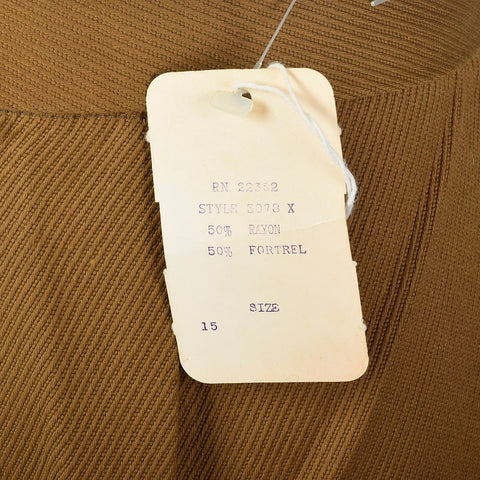 RN 22362
STYLE 5078 X
50% RAYON
50% FORTREL
SIZE
15